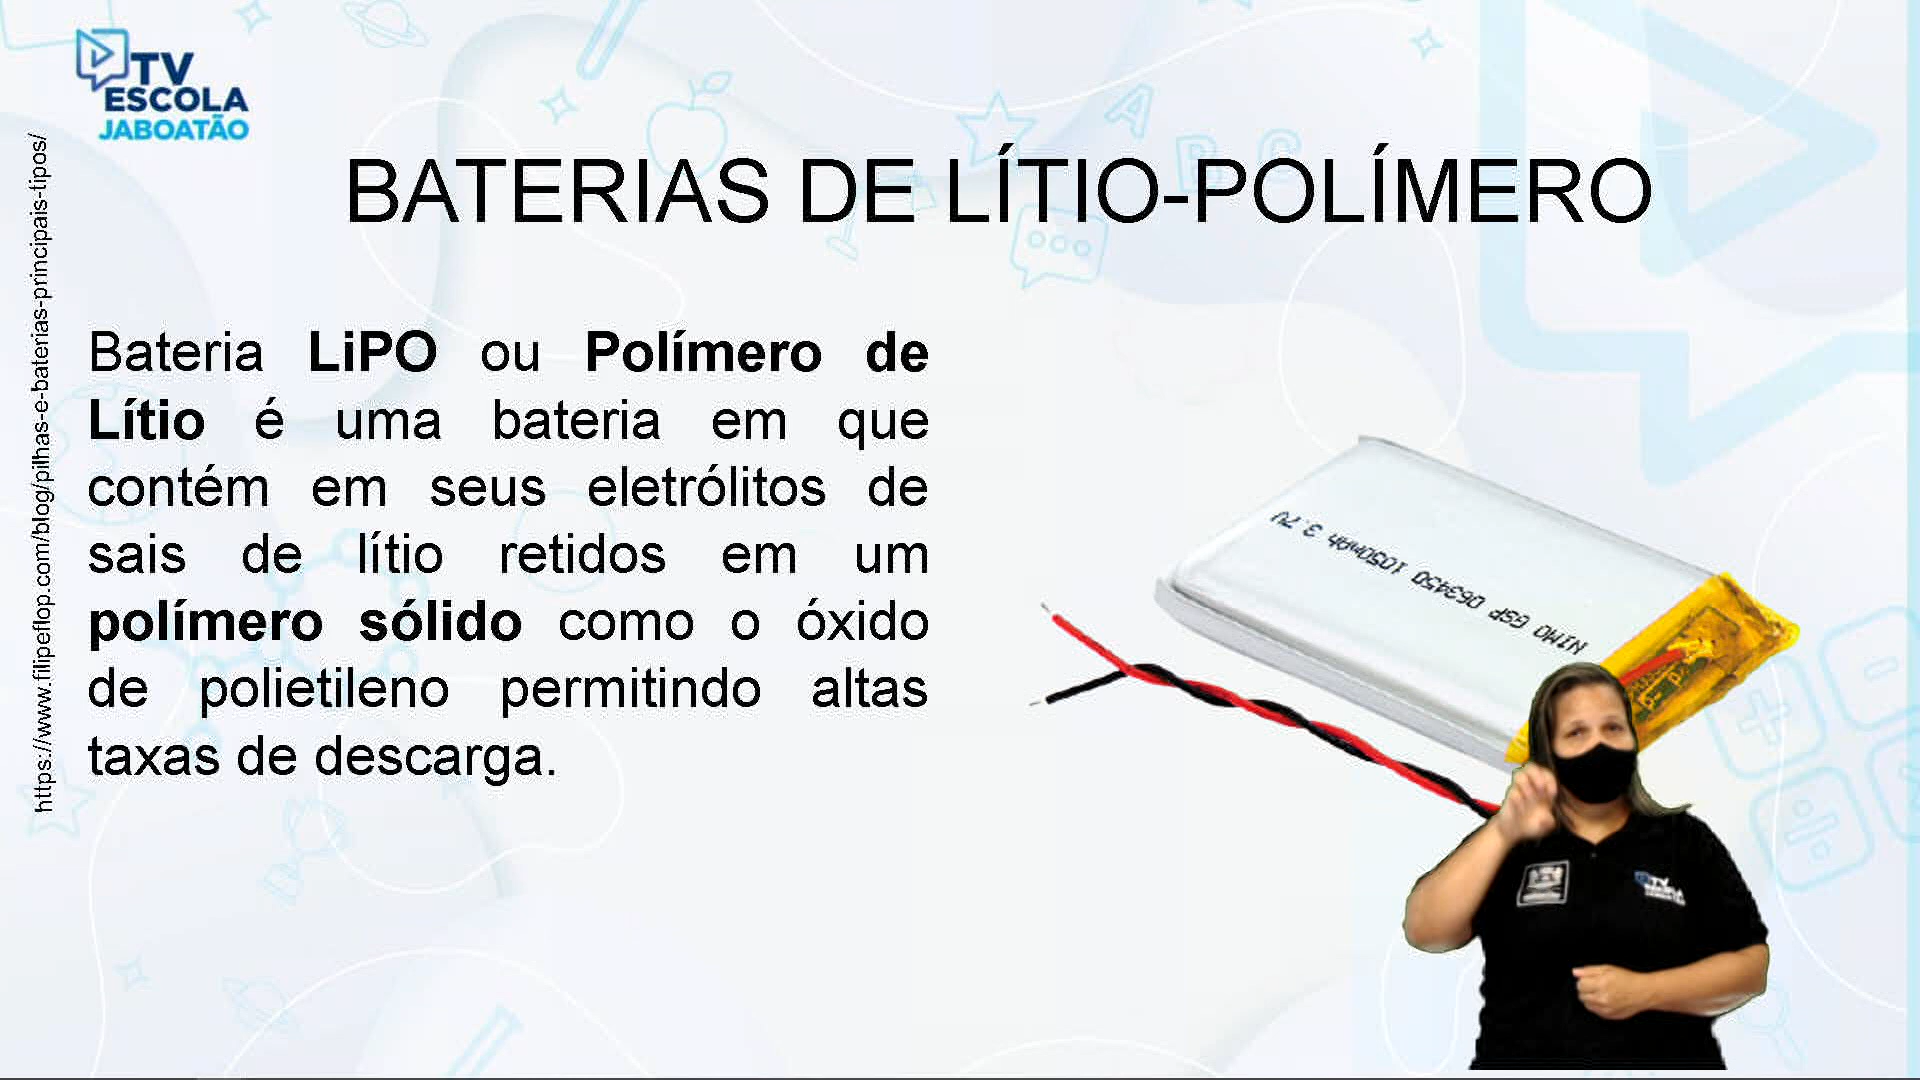 TV
ESCOLA
JABOATÃO
https://www.filipeflop.com/blog/pilhas-e-baterias-principais-tipos/
BATERIAS DE LÍTIO-POLÍMERO
Bateria LiPO ou Polímero de
Lítio é uma bateria em que
contém em seus eletrólitos de
sais de lítio retidos em um
polímero sólido como o óxido
de polietileno permitindo altas
taxas de descarga.
NIMO GSP 063450 1050mAh 3.7V
A B C
TV